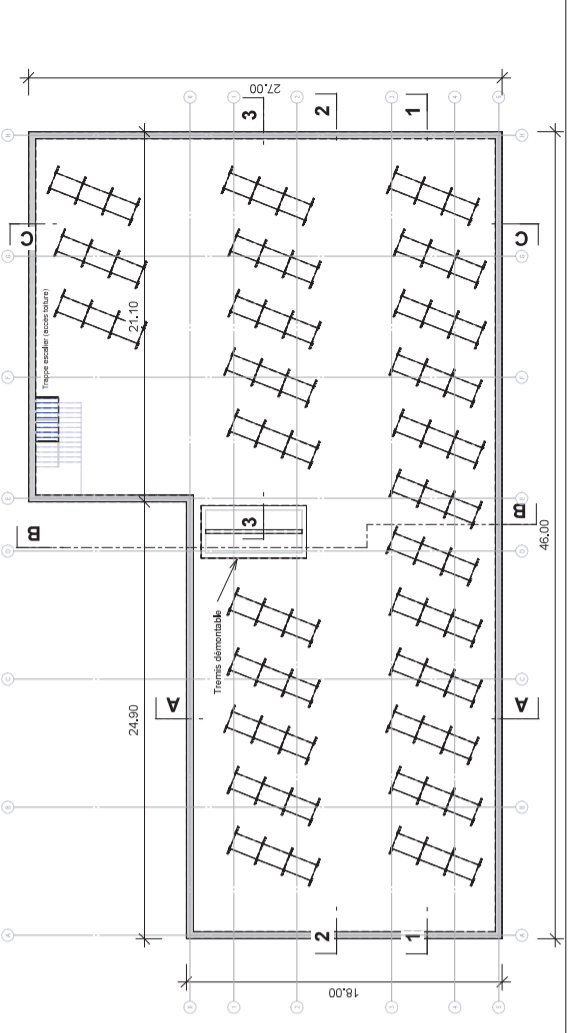 27.00
3
2
1
H
H
C
C
G
G
Trappe escalier (accès toiture)
21.10
F
F
E
E
B
3
B
46.00
D
D
Tremis démontable
C
C
24.90
A
A
B
B
2
1
A
A
18.00